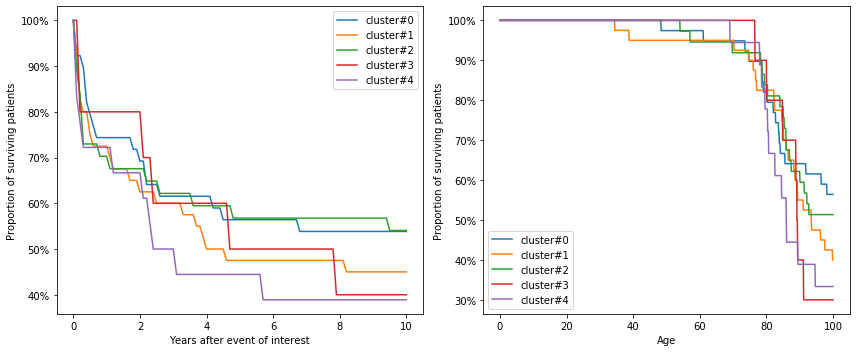 Proportion of surviving patients
100%
90%
80%
70%
60%
50%
40%
0
2
4
6
8
10
Years after event of interest
cluster#0
cluster#1
cluster#2
cluster#3
cluster#4
Proportion of surviving patients
100%
90%
80%
70%
60%
50%
40%
30%
0
20
40
60
80
100
Age
cluster#0
cluster#1
cluster#2
cluster#3
cluster#4